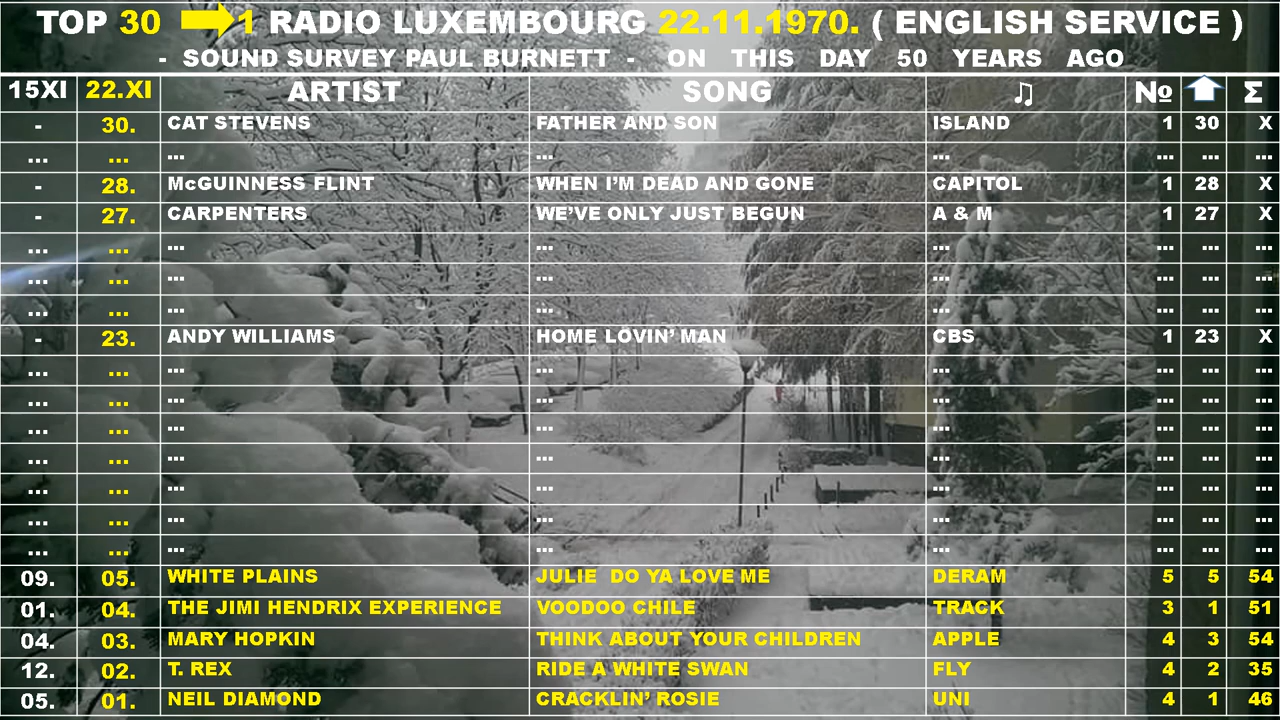 TOP 30 1 RADIO LUXEMBOURG 22.11.1970. ( ENGLISH SERVICE )
- SOUND SURVEY PAUL BURNETT - ON THIS DAY 50 YEARS AGO
15XI 22.XI ARTIST SONG ♫ № Σ
- 30. CAT STEVENS FATHER AND SON ISLAND 1 30 X
... ... ... ... ... ... ... ...
- 28. McGUINNESS FLINT WHEN I'M DEAD AND GONE CAPITOL 1 28 X
- 27. CARPENTERS WE'VE ONLY JUST BEGUN A & M 1 27 X
... ... ... ... ... ... ... ...
... ... ... ... ... ... ... ...
... ... ... ... ... ... ... ...
- 23. ANDY WILLIAMS HOME LOVIN' MAN CBS 1 23 X
... ... ... ... ... ... ... ...
... ... ... ... ... ... ... ...
... ... ... ... ... ... ... ...
... ... ... ... ... ... ... ...
... ... ... ... ... ... ... ...
... ... ... ... ... ... ... ...
... ... ... ... ... ... ... ...
09. 05. WHITE PLAINS JULIE DO YA LOVE ME DERAM 5 5 54
01. 04. THE JIMI HENDRIX EXPERIENCE VOODOO CHILE TRACK 3 1 51
04. 03. MARY HOPKIN THINK ABOUT YOUR CHILDREN APPLE 4 3 54
12. 02. T. REX RIDE A WHITE SWAN FLY 4 2 35
05. 01. NEIL DIAMOND CRACKLIN' ROSIE UNI 4 1 46